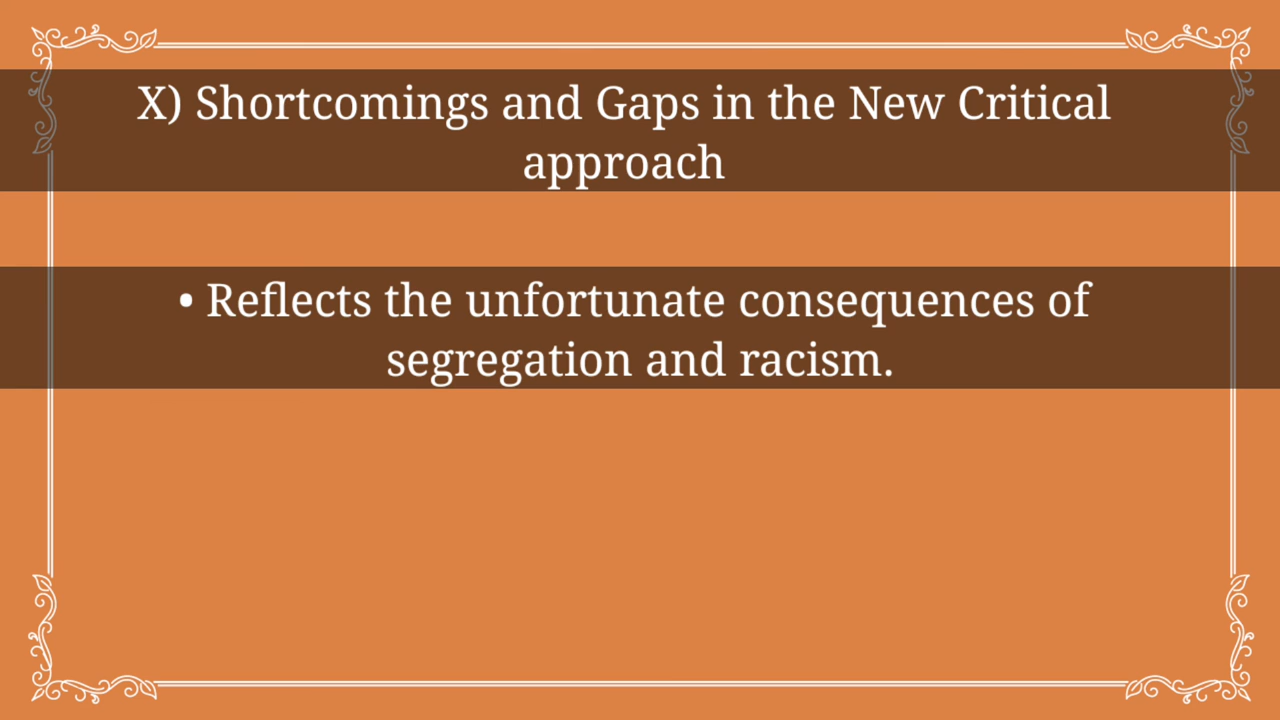 X) Shortcomings and Gaps in the New Critical
approach
• Reflects the unfortunate consequences of
segregation and racism.